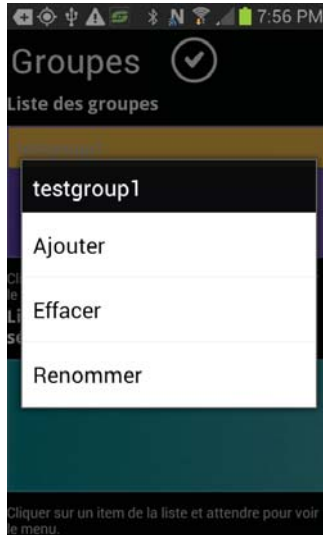 7:56 PM
Groupes
Liste des groupes
testgroup1
Ajouter
Effacer
Renommer
Cliquer sur un item de la liste et attendre pour voir
le menu.